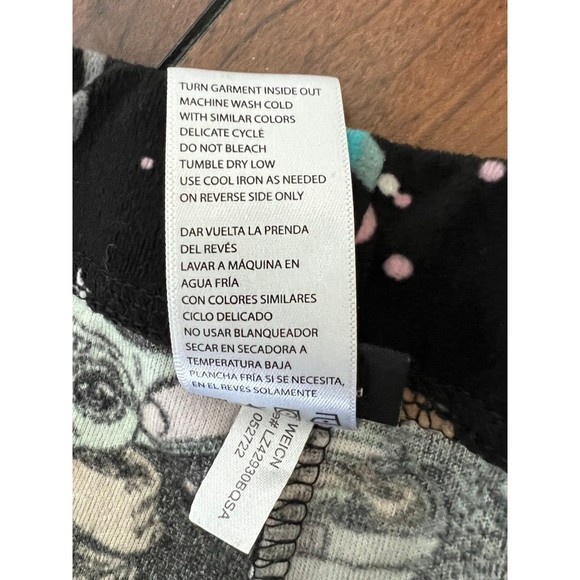 TURN GARMENT INSIDE OUT
MACHINE WASH COLD
WITH SIMILAR COLORS
DELICATE CYCLE
DO NOT BLEACH
TUMBLE DRY LOW
USE COOL IRON AS NEEDED
ON REVERSE SIDE ONLY
DAR VUELTA LA PRENDA
DEL REVÉS
LAVAR A MÁQUINA EN
AGUA FRÍA
CON COLORES SIMILARES
CICLO DELICADO
NO USAR BLANQUEADOR
SECAR EN SECADORA A
TEMPERATURA BAJA
PLANCHA FRÍA SI SE NECESITA,
EN EL REVÉS SOLAMENTE
WEICN
LZ42930BQSA
052722